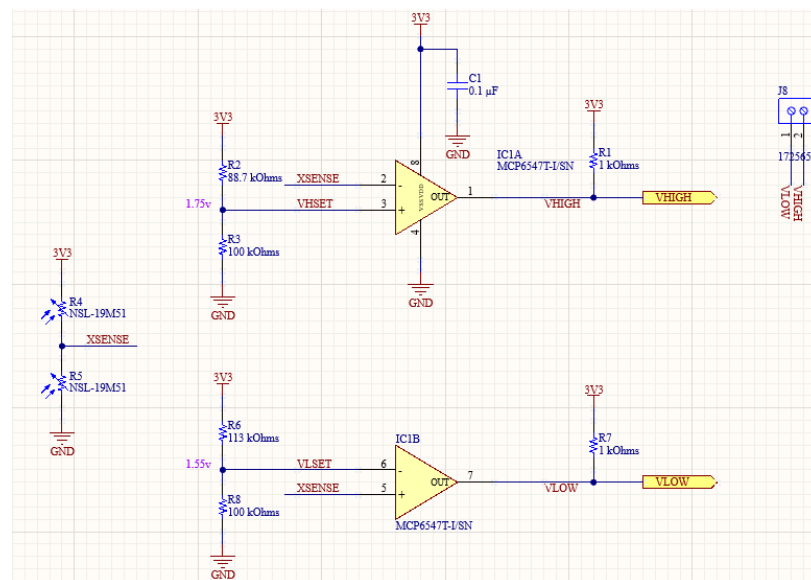 3V3
C1
0.1 µF
GND
J8
1
2
172565
VLOW
VHIGH
3V3
R2
88.7 kOhms
1.75v
R3
100 kOhms
GND
XSENSE
2
VHSET
3
-
+
8
VSS VDD
OUT
4
GND
IC1A
MCP6547T-I/SN
1
VHIGH
3V3
R1
1 kOhms
VHIGH
3V3
R4
NSL-19M51
XSENSE
R5
NSL-19M51
GND
3V3
R6
113 kOhms
1.55v
R8
100 kOhms
GND
VLSET
6
XSENSE
5
IC1B
-
+
OUT
MCP6547T-I/SN
7
VLOW
3V3
R7
1 kOhms
VLOW